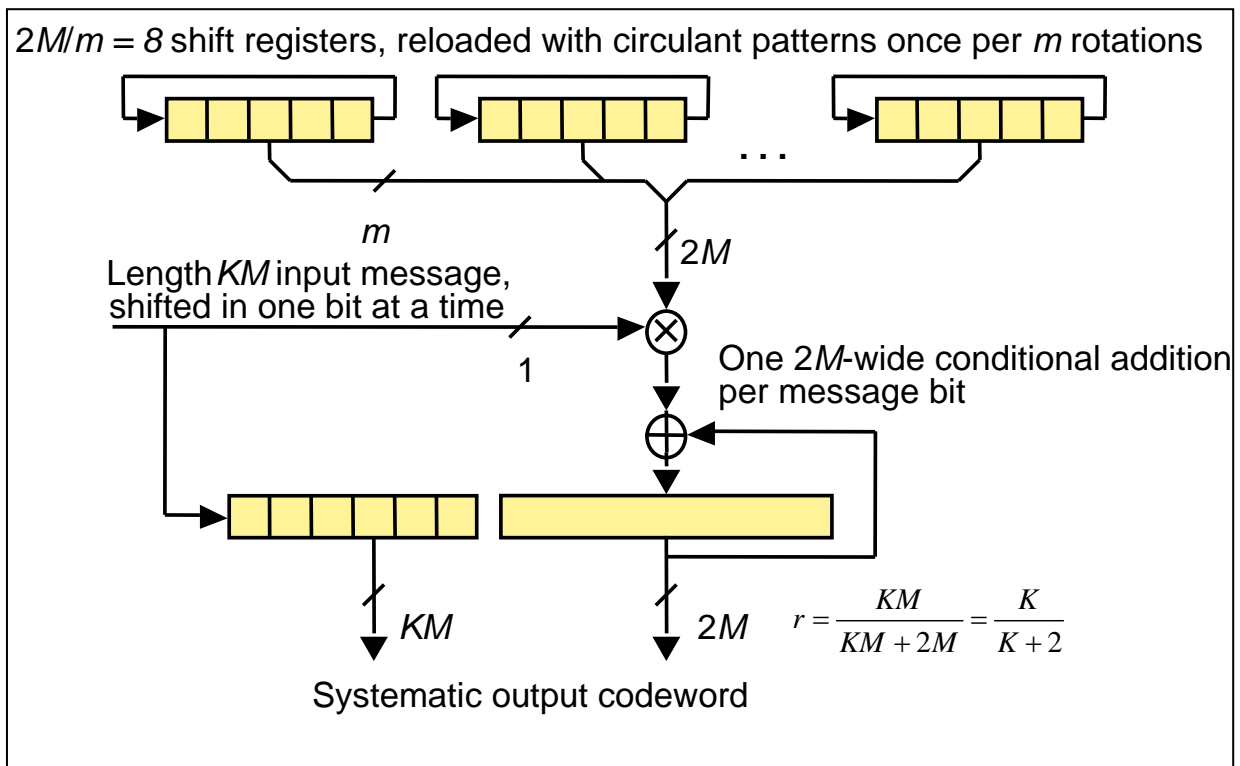 2M/m = 8 shift registers, reloaded with circulant patterns once per m rotations
. . .
m
2M
Length KM input message,
shifted in one bit at a time
1
One 2M-wide conditional addition
per message bit
KM
2M
r = KM / (KM + 2M) = K / (K + 2)
Systematic output codeword